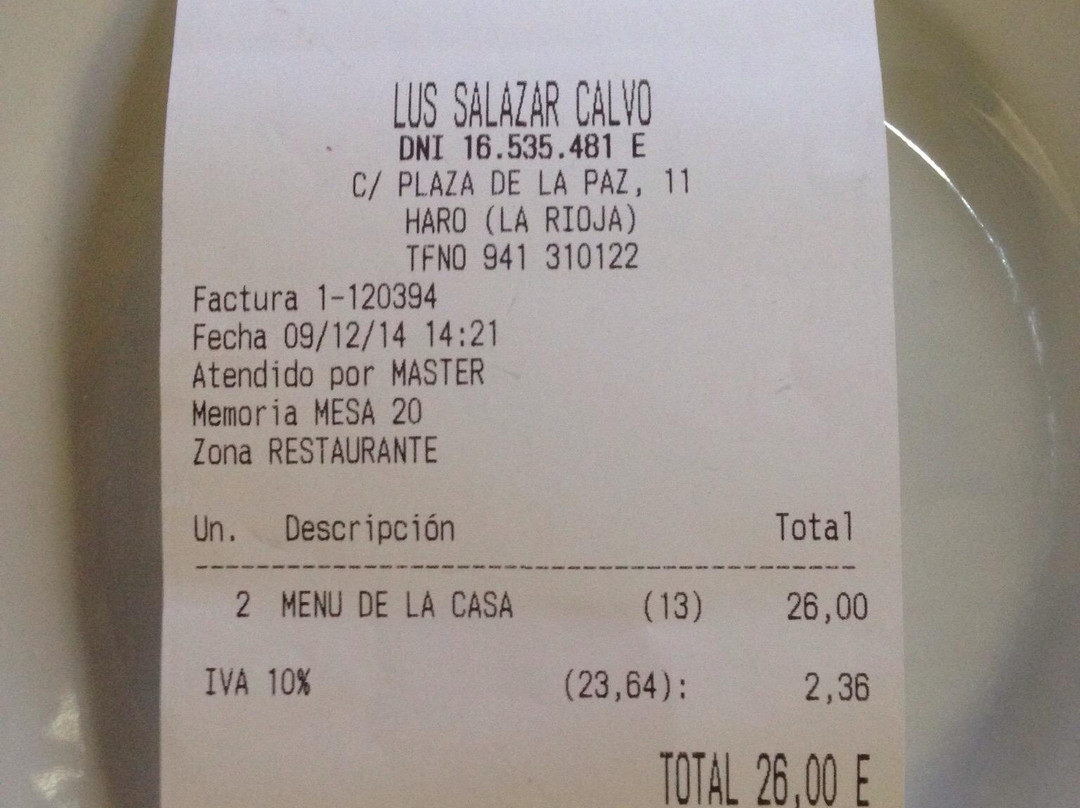 LUS SALAZAR CALVO
DNI 16.535.481 E
C/ PLAZA DE LA PAZ, 11
HARO (LA RIOJA)
TFNO 941 310122
Factura 1-120394
Fecha 09/12/14 14:21
Atendido por MASTER
Memoria MESA 20
Zona RESTAURANTE
Un. Descripción Total
--------------------------------------------
2 MENU DE LA CASA (13) 26,00
IVA 10% (23,64): 2,36
TOTAL 26,00 E